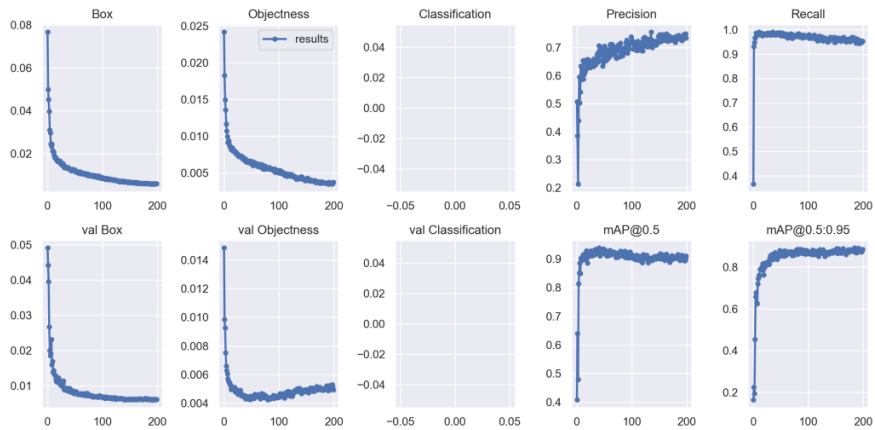 Box
Objectness
Classification
Precision
Recall
0.08
0.06
0.04
0.02
0 100 200
0.025
0.020
0.015
0.010
0.005
results
0 100 200
0.04
0.02
0.00
−0.02
−0.04
−0.05 0.00 0.05
0.7
0.6
0.5
0.4
0.3
0.2
0 100 200
1.0
0.9
0.8
0.7
0.6
0.5
0.4
0 100 200
val Box
val Objectness
val Classification
mAP@0.5
mAP@0.5:0.95
0.05
0.04
0.03
0.02
0.01
0 100 200
0.014
0.012
0.010
0.008
0.006
0.004
0 100 200
0.04
0.02
0.00
−0.02
−0.04
−0.05 0.00 0.05
0.9
0.8
0.7
0.6
0.5
0.4
0 100 200
0.8
0.6
0.4
0.2
0 100 200